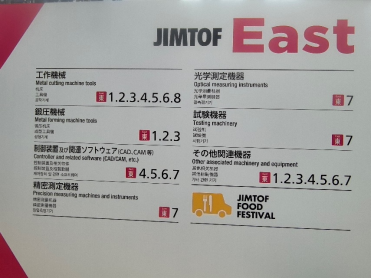 JIMTOF East
工作機械
Metal cutting machine tools
東 1.2.3.4.5.6.8
鍛圧機械
Metal forming machine tools
東 1.2.3
制御装置及び関連ソフトウェア(CAD、CAM等)
Controller and related software (CAD/CAM, etc.)
東 4.5.6.7
精密測定機器
Precision measuring machines and instruments
東 7
光学測定機器
Optical measuring instruments
東 7
試験機器
Testing machinery
東 7
その他関連機器
Other associated machinery and equipment
東 1.2.3.4.5.6.7
JIMTOF
FOOD
FESTIVAL